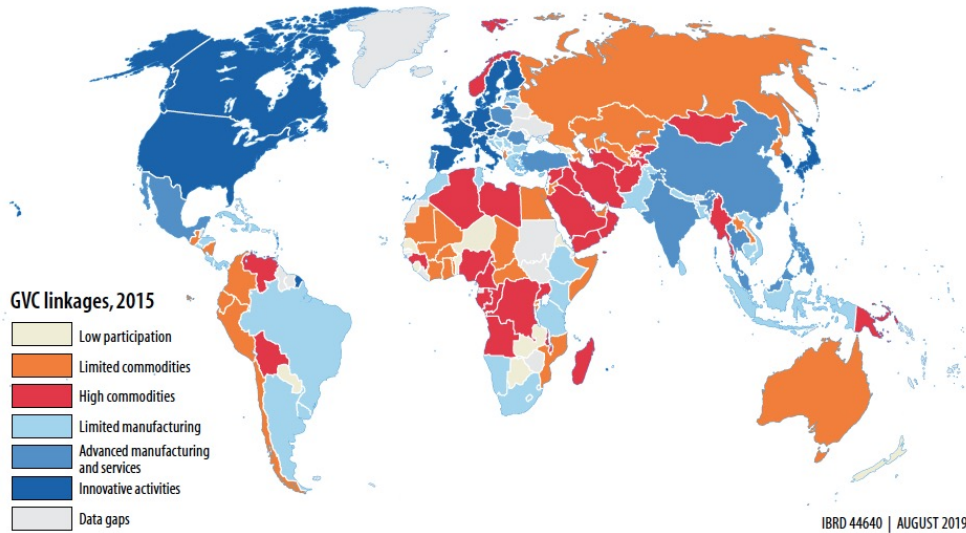 GVC linkages, 2015
Low participation
Limited commodities
High commodities
Limited manufacturing
Advanced manufacturing
and services
Innovative activities
Data gaps
IBRD 44640 | AUGUST 2019